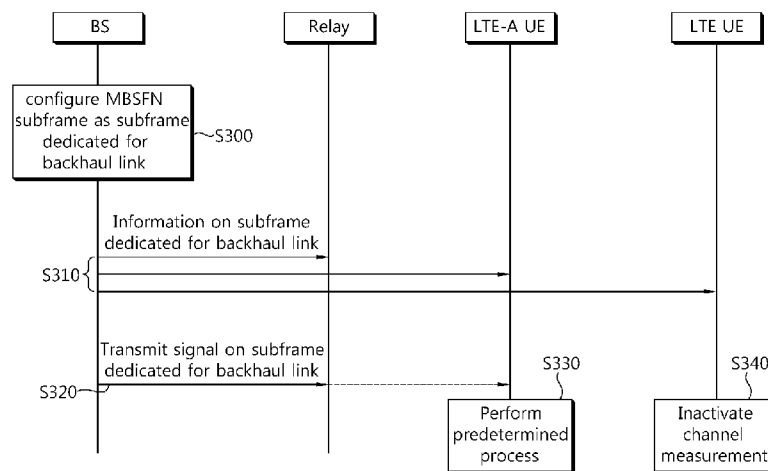 BS
Relay
LTE-A UE
LTE UE
configure MBSFN
subframe as subframe
dedicated for
backhaul link
S300
Information on subframe
dedicated for backhaul link
S310
Transmit signal on subframe
dedicated for backhaul link
S320
S330
S340
Perform
predetermined
process
Inactivate
channel
measurement